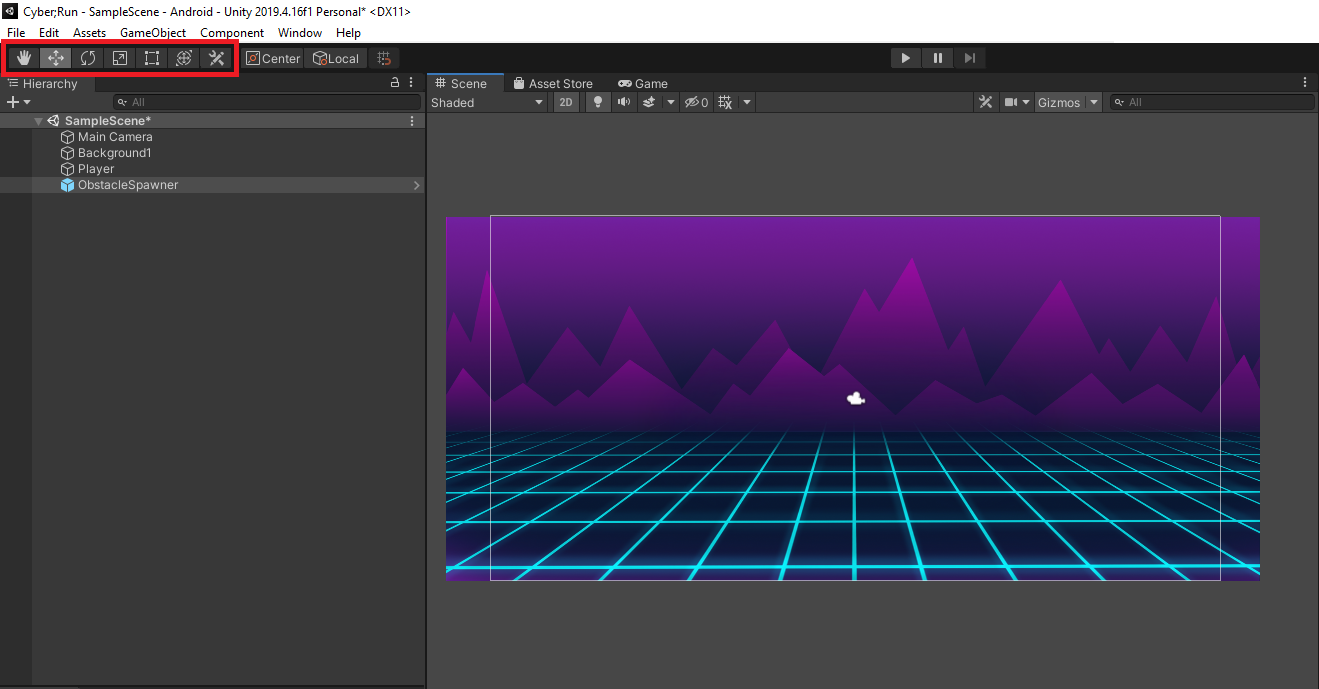 Cyber;Run - SampleScene - Android - Unity 2019.4.16f1 Personal* <DX11>
File Edit Assets GameObject Component Window Help
Center Local
Hierarchy
All
SampleScene*
Main Camera
Background1
Player
ObstacleSpawner
Scene Asset Store Game
Shaded 2D 0 Gizmos All